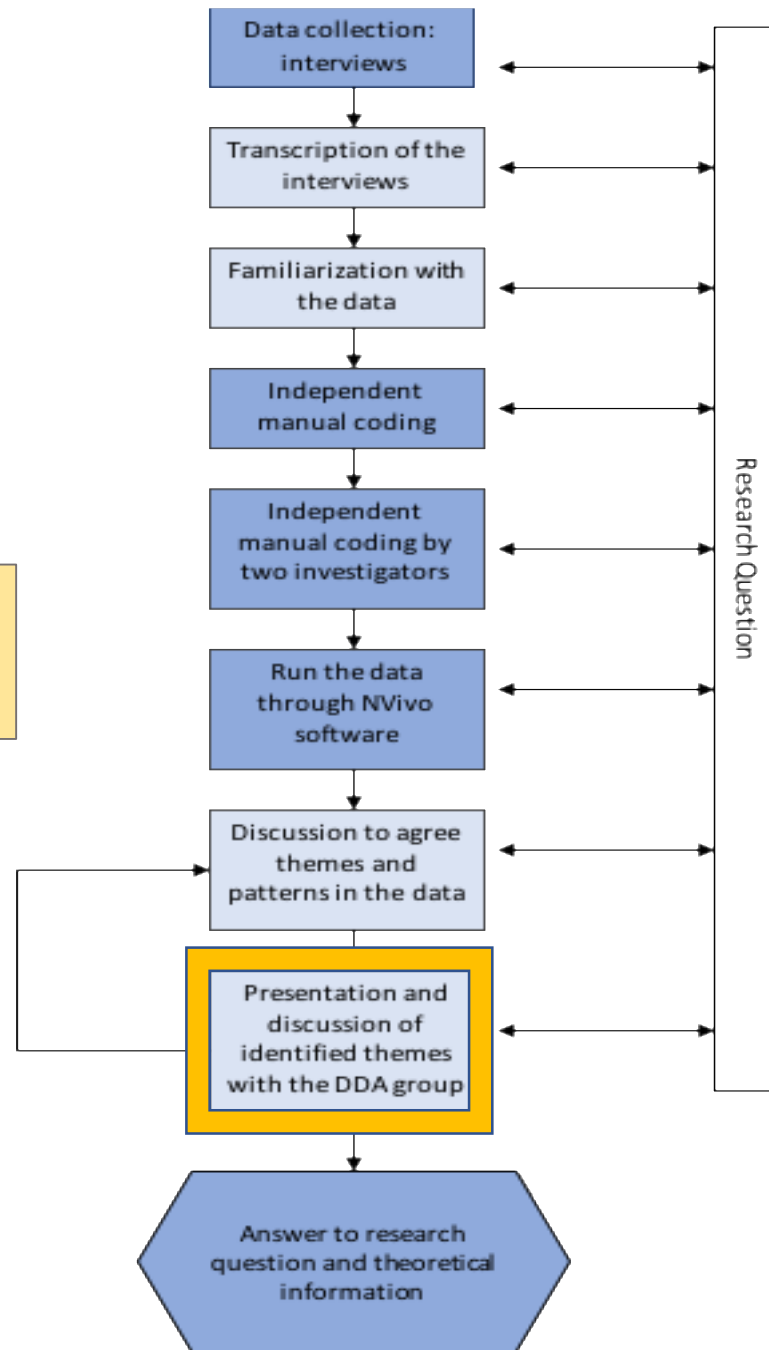 Data collection:
interviews
Transcription of the
interviews
Familiarization with
the data
Independent
manual coding
Independent
manual coding by
two investigators
Run the data
through NVivo
software
Discussion to agree
themes and
patterns in the data
Presentation and
discussion of
identified themes
with the DDA group
Answer to research
question and theoretical
information
Research Question